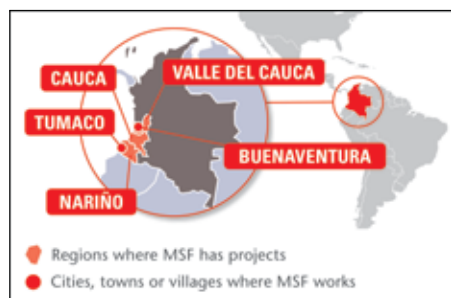 CAUCA
VALLE DEL CAUCA
TUMACO
BUENAVENTURA
NARIÑO
Regions where MSF has projects
Cities, towns or villages where MSF works